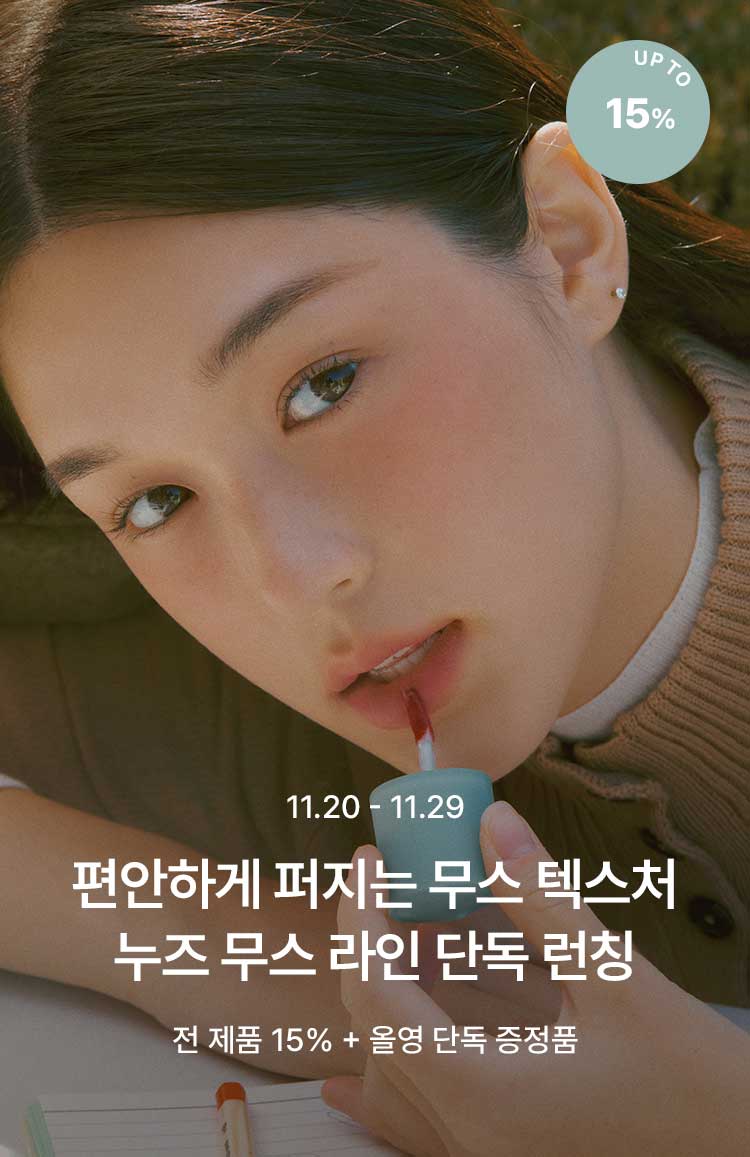 UP TO
15%
11.20 - 11.29
편안하게 퍼지는 무스 텍스처
누즈 무스 라인 단독 런칭
전 제품 15% + 올영 단독 증정품